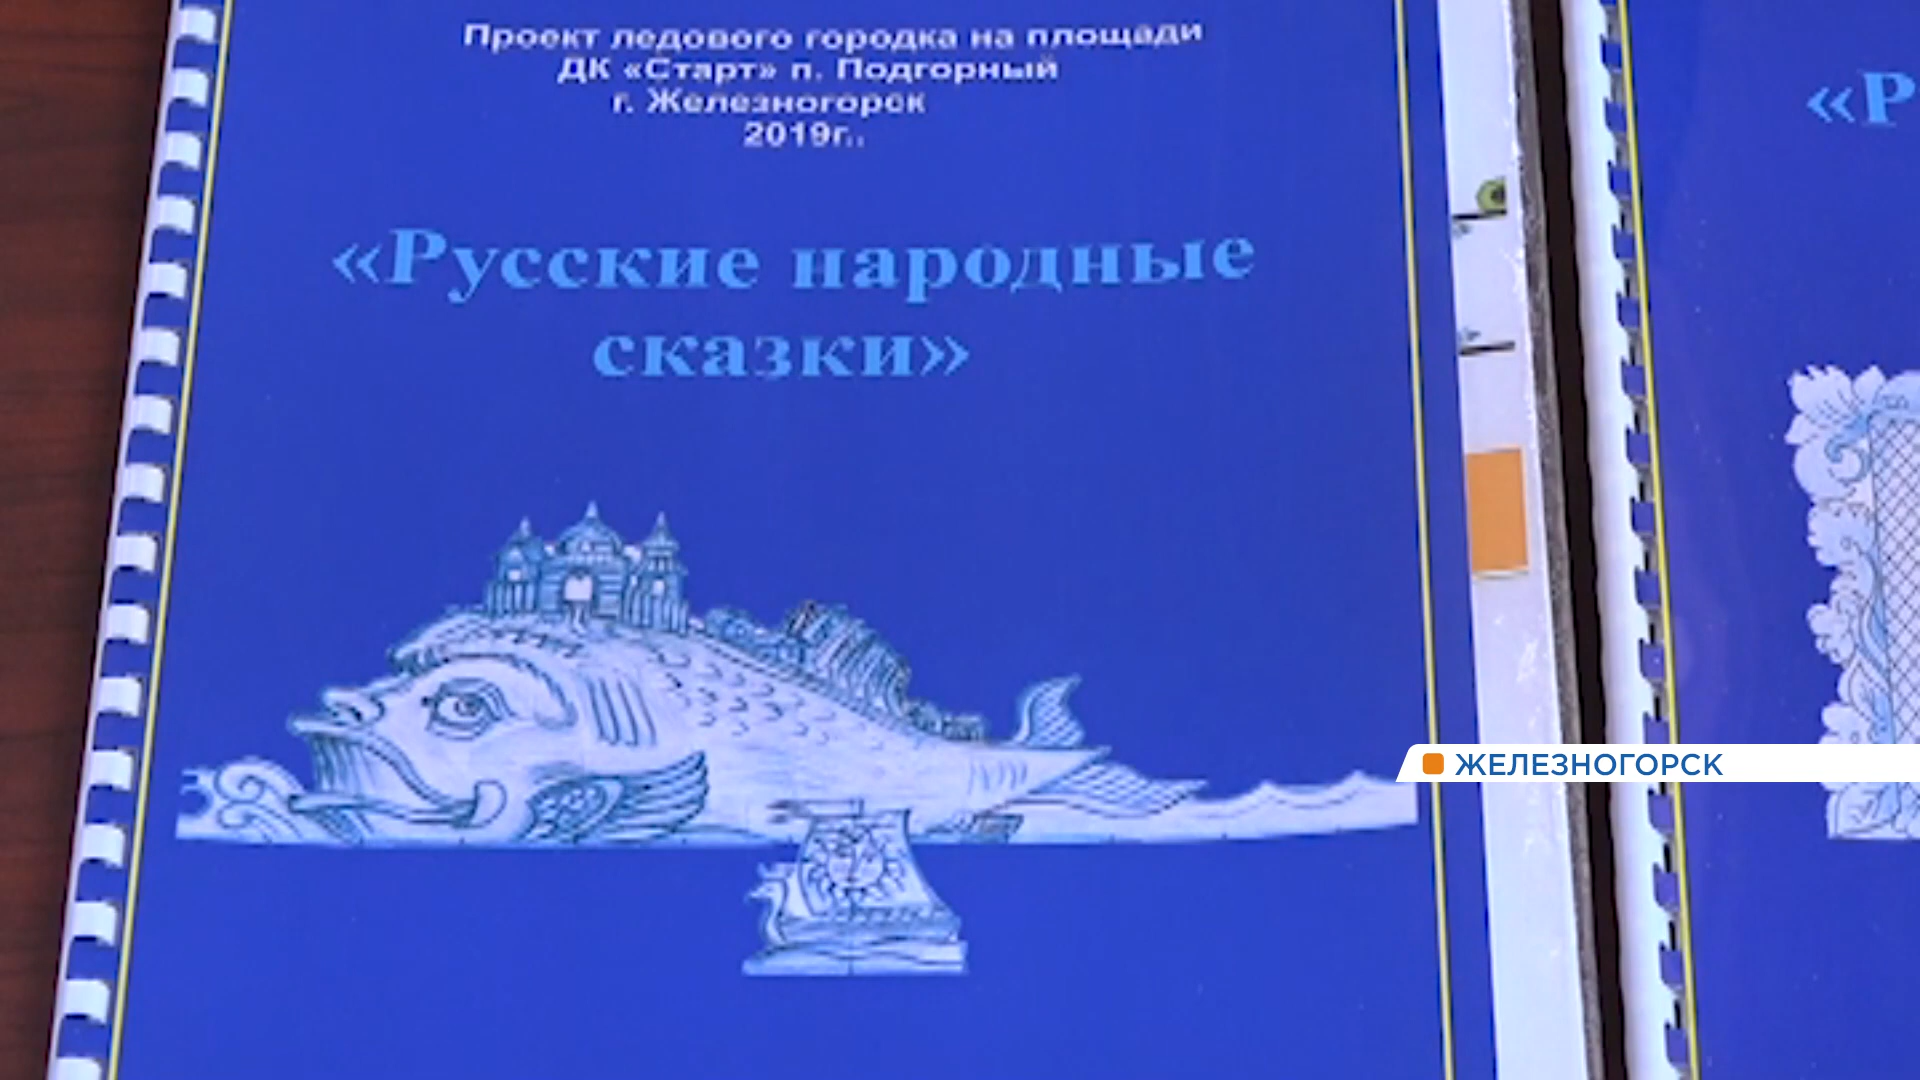 Проект ледового городка на площади
ДК «Старт» п. Подгорный
г. Железногорск
2019г..
«Русские народные
сказки»
«Р
ЖЕЛЕЗНОГОРСК